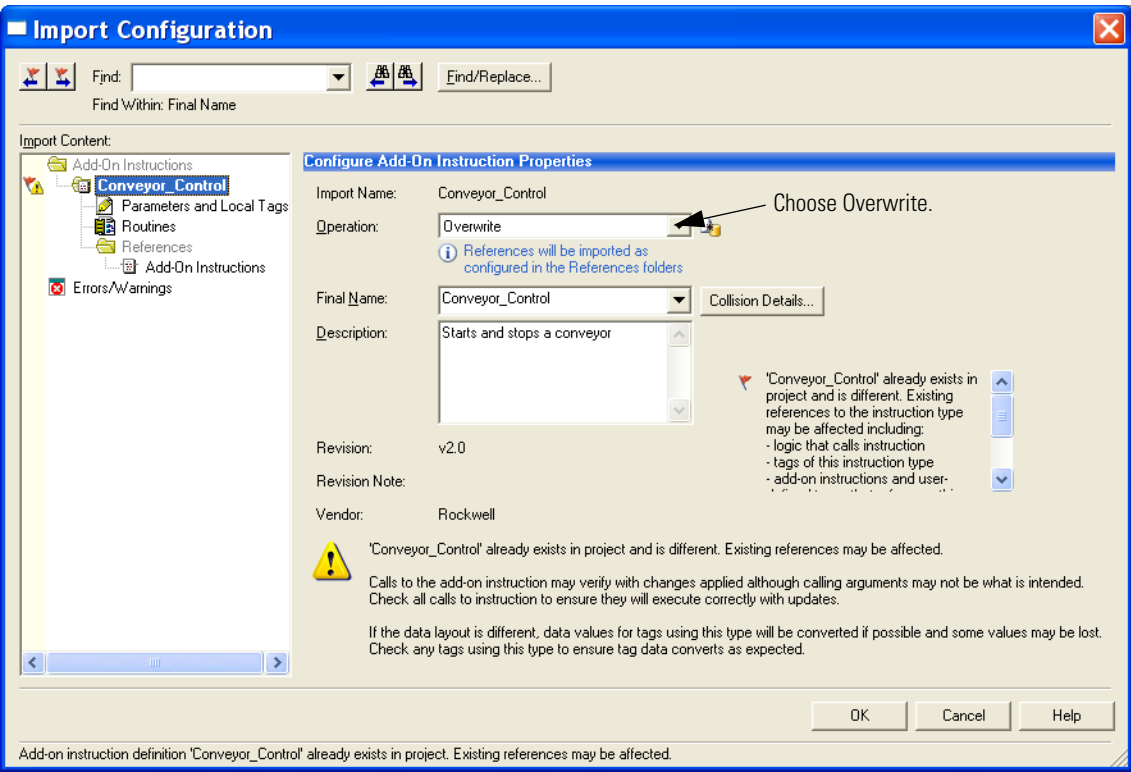 Import Configuration
Find:
Find/Replace...
Find Within: Final Name
Import Content:
Add-On Instructions
Conveyor_Control
Parameters and Local Tags
Routines
References
Add-On Instructions
Errors/Warnings
Configure Add-On Instruction Properties
Import Name: Conveyor_Control
Operation: Overwrite
Choose Overwrite.
References will be imported as
configured in the References folders
Final Name: Conveyor_Control
Collision Details...
Description: Starts and stops a conveyor
'Conveyor_Control' already exists in
project and is different. Existing
references to the instruction type
may be affected including:
- logic that calls instruction
- tags of this instruction type
- add-on instructions and user-
Revision: v2.0
Revision Note:
Vendor: Rockwell
'Conveyor_Control' already exists in project and is different. Existing references may be affected.
Calls to the add-on instruction may verify with changes applied although calling arguments may not be what is intended.
Check all calls to instruction to ensure they will execute correctly with updates.
If the data layout is different, data values for tags using this type will be converted if possible and some values may be lost.
Check any tags using this type to ensure tag data converts as expected.
OK
Cancel
Help
Add-on instruction definition 'Conveyor_Control' already exists in project. Existing references may be affected.